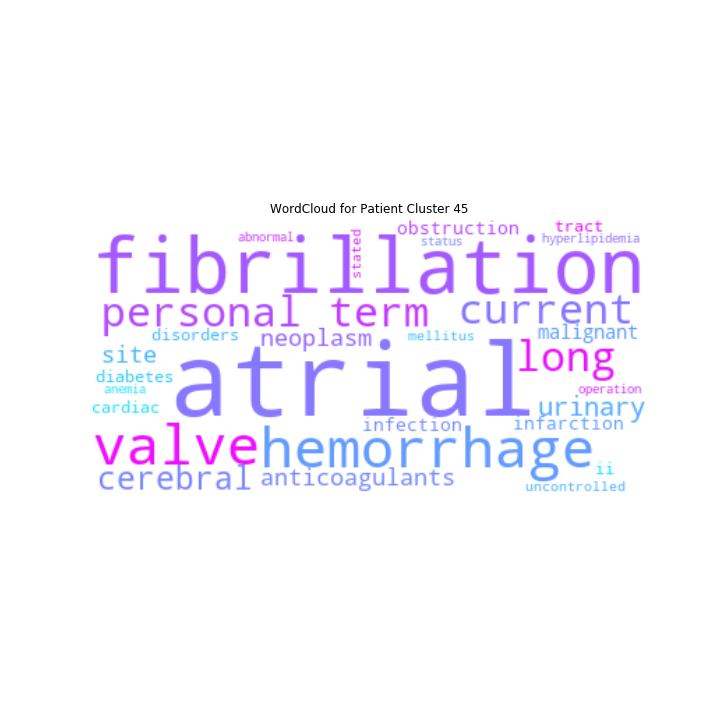 WordCloud for Patient Cluster 45
obstruction tract
abnormal stated status hyperlipidemia
fibrillation
personal term current
disorders neoplasm mellitus malignant
site long
diabetes atrial
anemia operation
cardiac urinary
infection infarction
valve hemorrhage
ii
cerebral anticoagulants uncontrolled